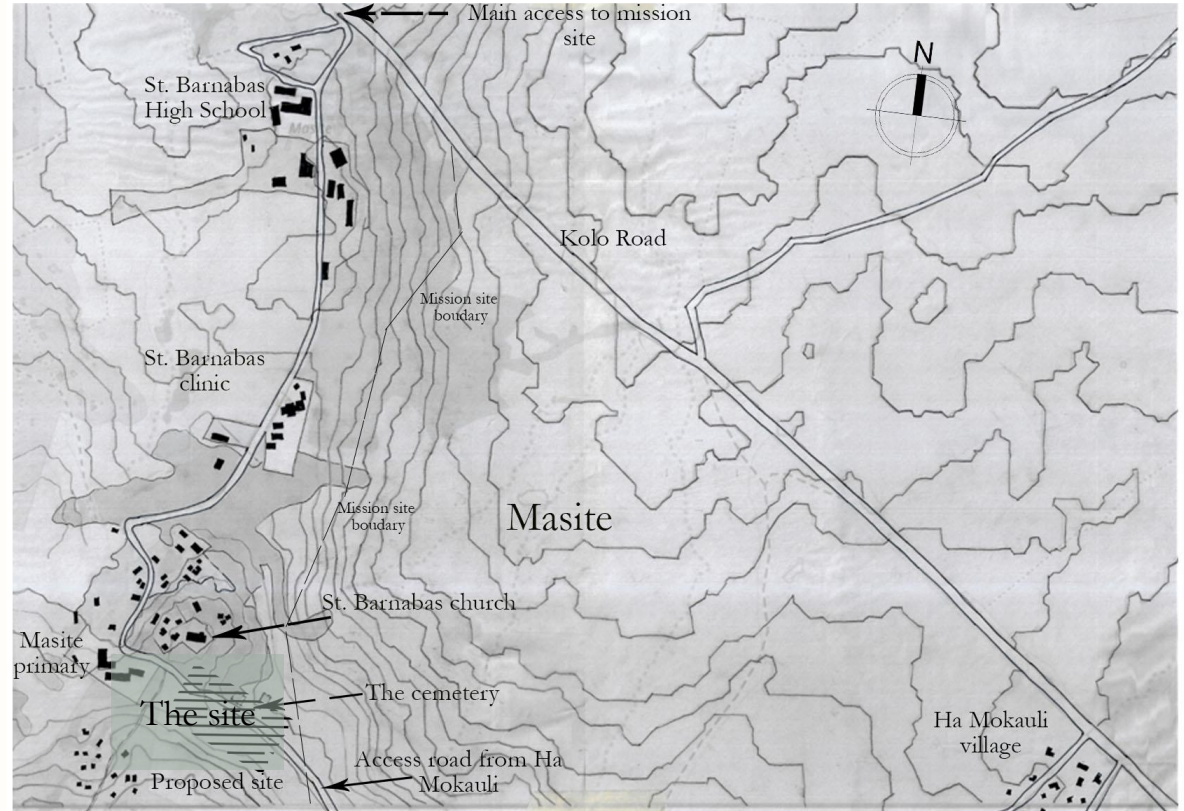 Main access to mission
site
N
St. Barnabas
High School
Kolo Road
Mission site
boudary
St. Barnabas
clinic
Mission site
boudary
Masite
St. Barnabas church
Masite
primary
The cemetery
The site
Ha Mokauli
village
Access road from Ha
Mokauli
Proposed site